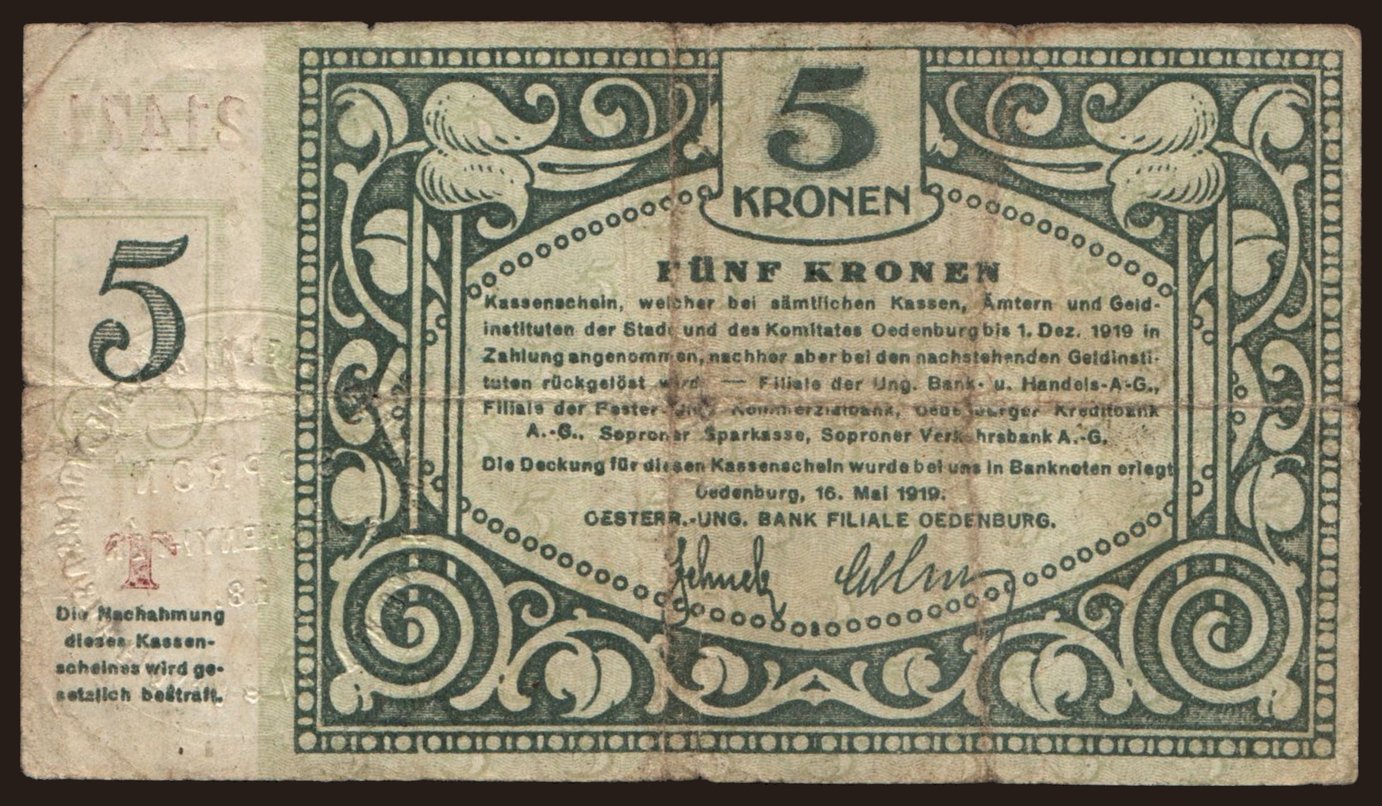 5
KRONEN
FÜNF KRONEN
Kassenschein, welcher bei sämtlichen Kassen, Ämtern und Geld-
instituten der Stadt und des Komitates Oedenburg bis 1. Dez. 1919 in
Zahlung angenommen, nachher aber bei den nachstehenden Geldinsti-
tuten rückgelöst wird. — Filiale der Ung. Bank- u. Handels-A-G.,
Filiale der Pester Ung. Kommerzialbank, Oedenburger Kreditbank
A.-G., Soproner Sparkasse, Soproner Verkehrsbank A.-G.
Die Deckung für diesen Kassenschein wurde bei uns in Banknoten erlegt
Oedenburg, 16. Mai 1919.
OESTERR.-UNG. BANK FILIALE OEDENBURG.
21471
5
T
Die Nachahmung
dieses Kassen-
scheines wird ge-
setzlich bestraft.